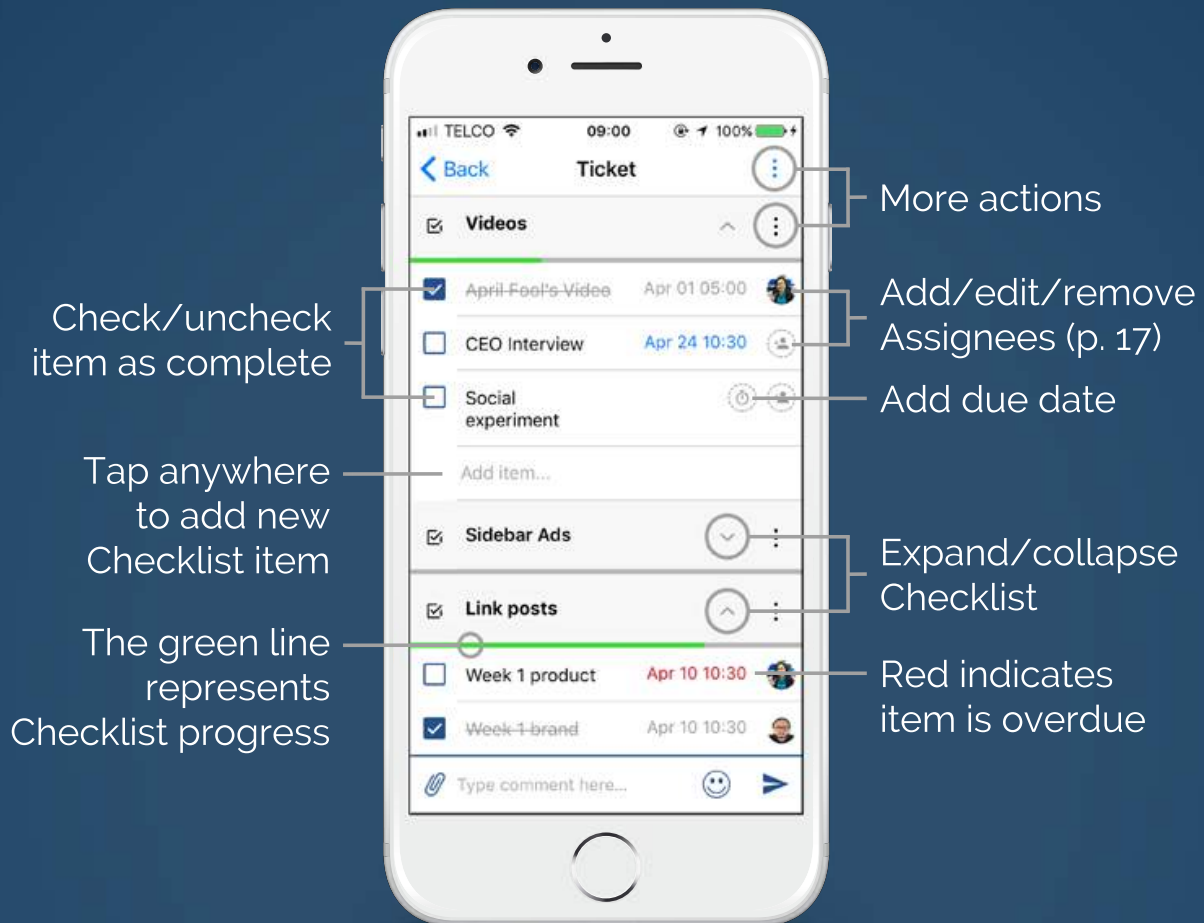 TELCO 09:00 100%
Back Ticket
More actions
Videos
April Fool's Video Apr 01 05:00
Check/uncheck
item as complete
Add/edit/remove
Assignees (p. 17)
CEO Interview Apr 24 10:30
Social
experiment
Add due date
Tap anywhere
to add new
Checklist item
Add item...
Sidebar Ads
Expand/collapse
Checklist
Link posts
The green line
represents
Checklist progress
Week 1 product Apr 10 10:30
Red indicates
item is overdue
Week 1 brand Apr 10 10:30
Type comment here...